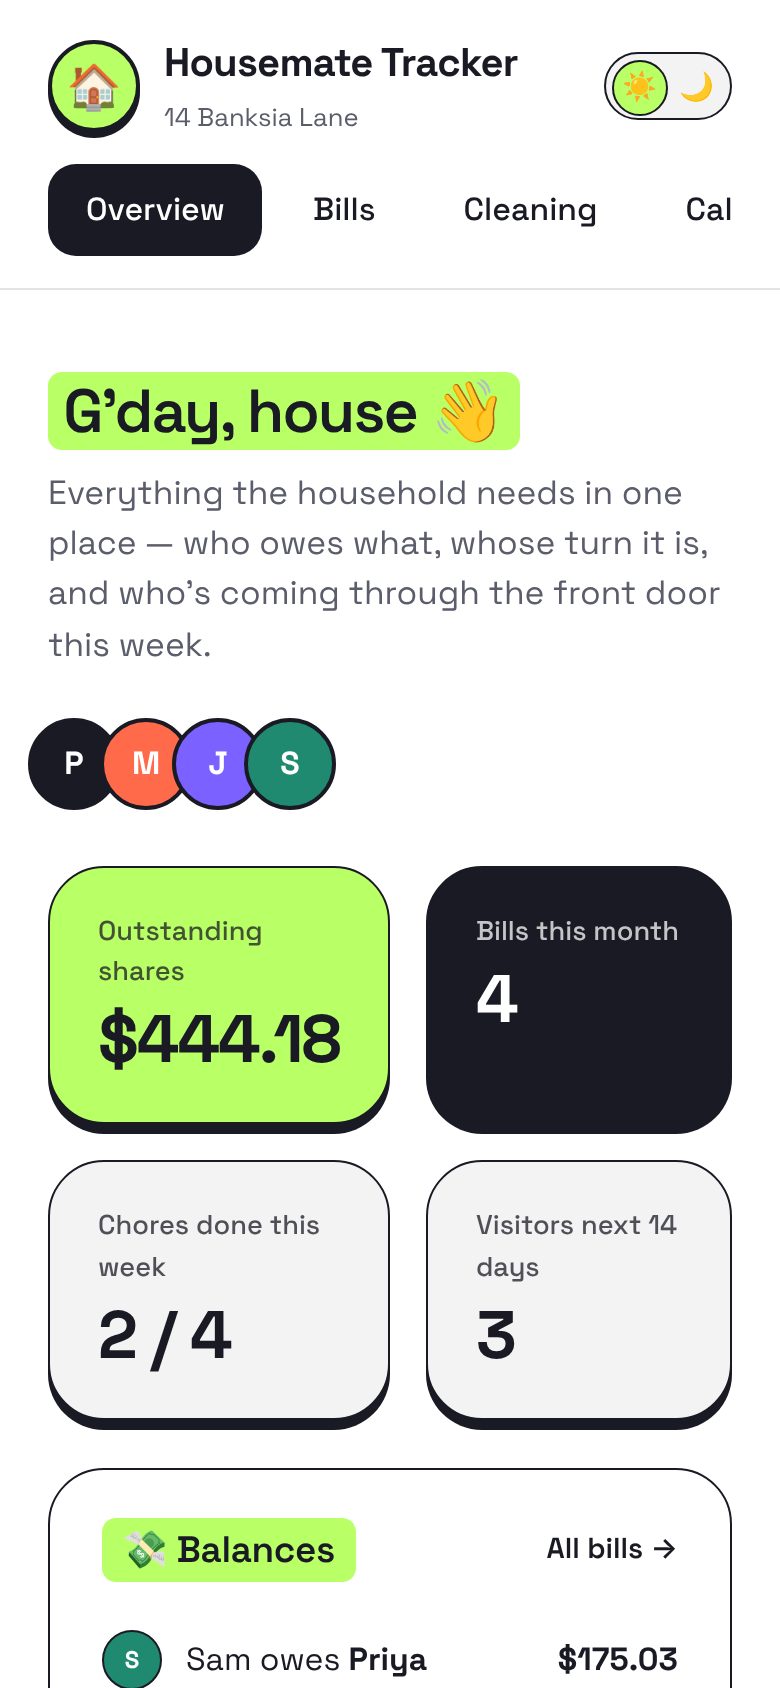 Housemate Tracker
14 Banksia Lane
Overview Bills Cleaning Cal
G’day, house 👋
Everything the household needs in one
place — who owes what, whose turn it is,
and who’s coming through the front door
this week.
P M J S
Outstanding
shares
$444.18
Bills this month
4
Chores done this
week
2 / 4
Visitors next 14
days
3
💸 Balances
All bills →
S Sam owes Priya $175.03